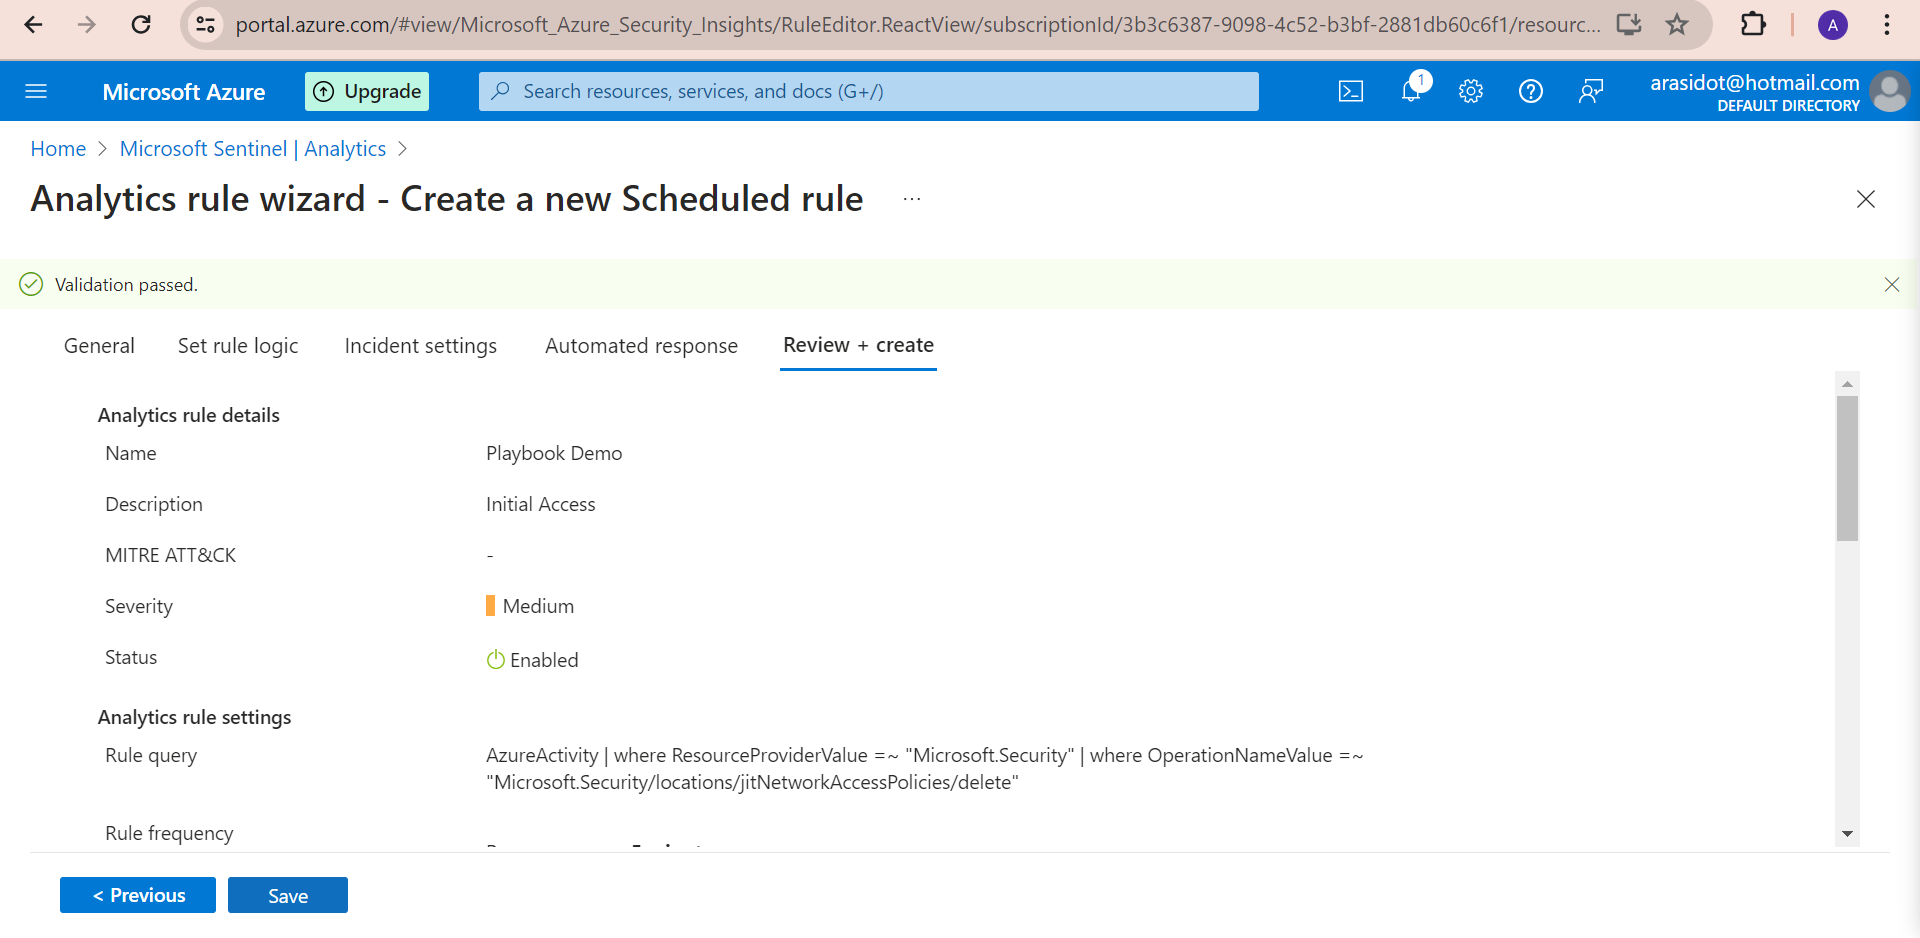 portal.azure.com/#view/Microsoft_Azure_Security_Insights/RuleEditor.ReactView/subscriptionId/3b3c6387-9098-4c52-b3bf-2881db60c6f1/resourc...
A
Microsoft Azure
Upgrade
Search resources, services, and docs (G+/)
1
arasidot@hotmail.com
DEFAULT DIRECTORY
Home > Microsoft Sentinel | Analytics >
Analytics rule wizard - Create a new Scheduled rule ...
Validation passed.
General Set rule logic Incident settings Automated response Review + create
Analytics rule details
Name Playbook Demo
Description Initial Access
MITRE ATT&CK -
Severity Medium
Status Enabled
Analytics rule settings
Rule query AzureActivity | where ResourceProviderValue =~ "Microsoft.Security" | where OperationNameValue =~
"Microsoft.Security/locations/jitNetworkAccessPolicies/delete"
Rule frequency
< Previous Save